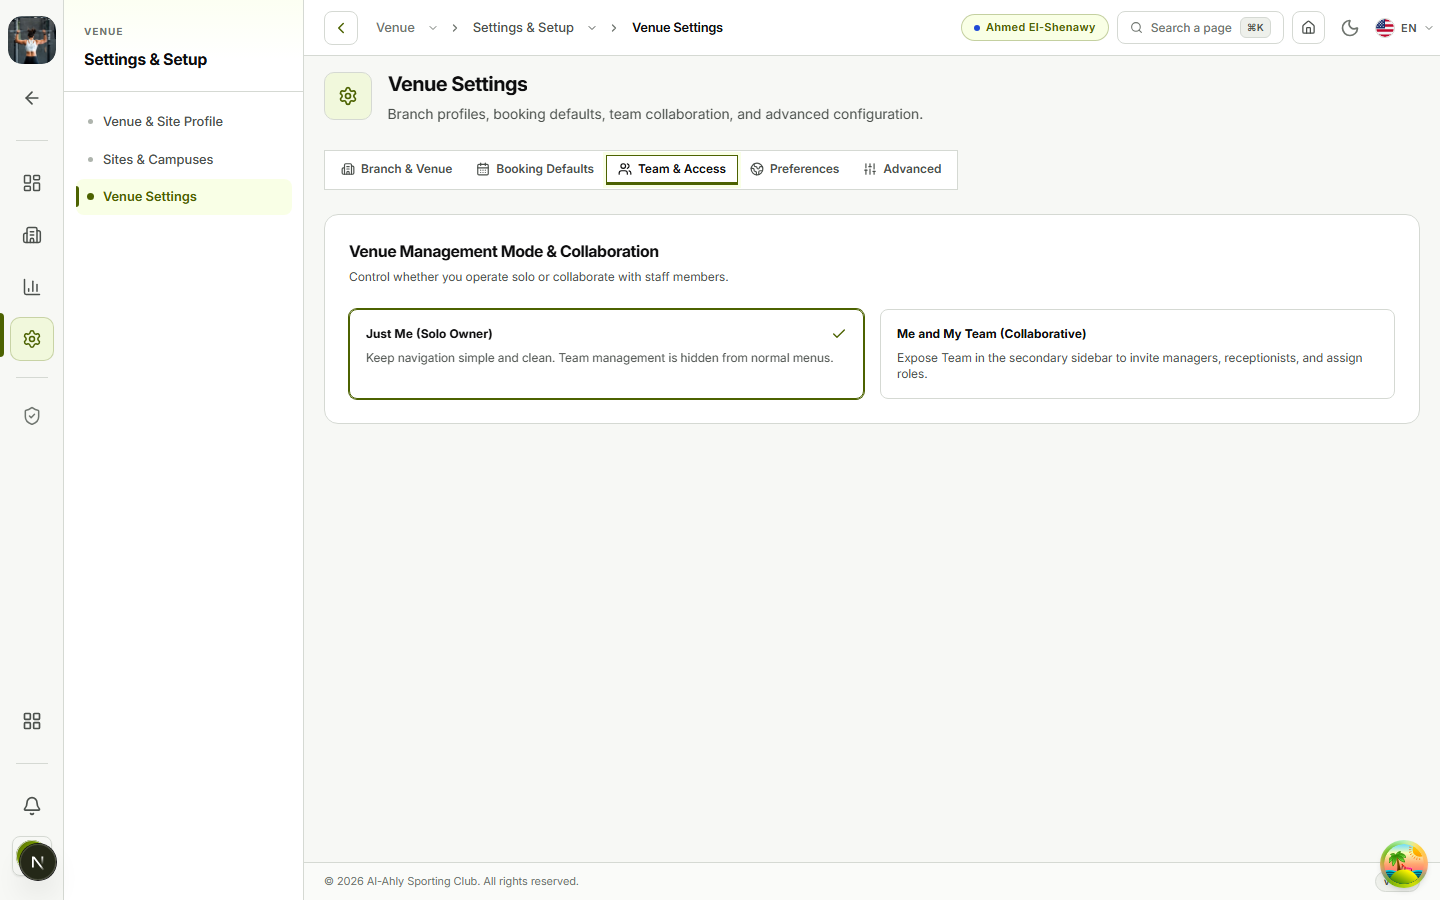 VENUE
Settings & Setup
Venue & Site Profile
Sites & Campuses
Venue Settings
Venue
Settings & Setup
Venue Settings
Ahmed El-Shenawy
Search a page
⌘K
EN
Venue Settings
Branch profiles, booking defaults, team collaboration, and advanced configuration.
Branch & Venue
Booking Defaults
Team & Access
Preferences
Advanced
Venue Management Mode & Collaboration
Control whether you operate solo or collaborate with staff members.
Just Me (Solo Owner)
Keep navigation simple and clean. Team management is hidden from normal menus.
Me and My Team (Collaborative)
Expose Team in the secondary sidebar to invite managers, receptionists, and assign
roles.
N
© 2026 Al-Ahly Sporting Club. All rights reserved.